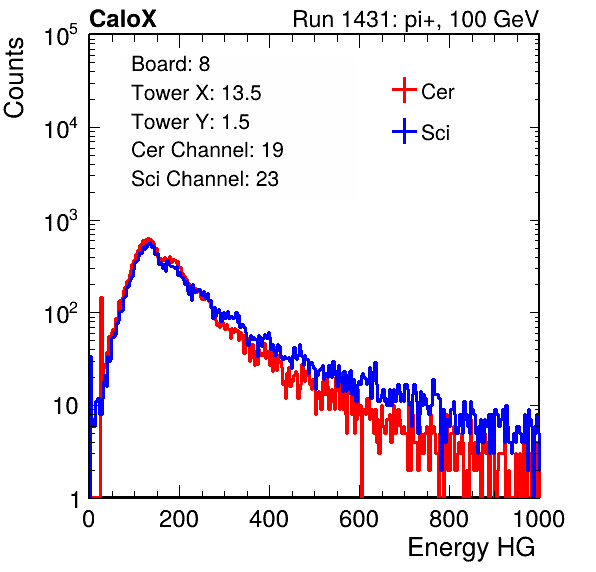 CaloX Run 1431: pi+, 100 GeV
Counts
Board: 8
Tower X: 13.5
Tower Y: 1.5
Cer Channel: 19
Sci Channel: 23
Cer
Sci
10^5
10^4
10^3
10^2
10
1
0 200 400 600 800 1000
Energy HG